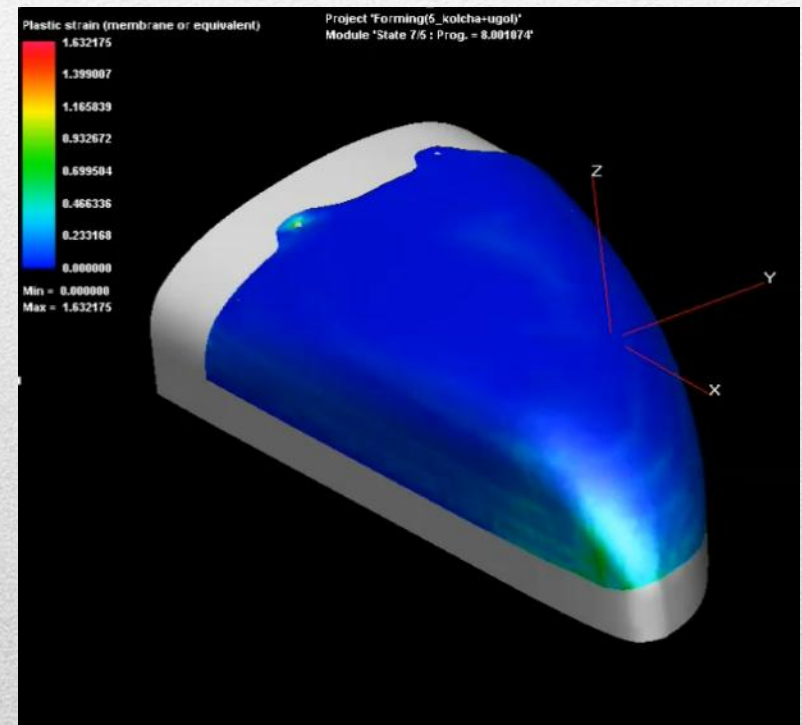 Plastic strain (membrane or equivalent)
Project 'Forming(5_kolcha+ugol)'
Module 'State 7/5 : Prog. = 8.001074'
1.632175
1.399007
1.165839
0.932672
0.699504
0.466336
0.233168
0.000000
Min = 0.000000
Max = 1.632175
Z
Y
X